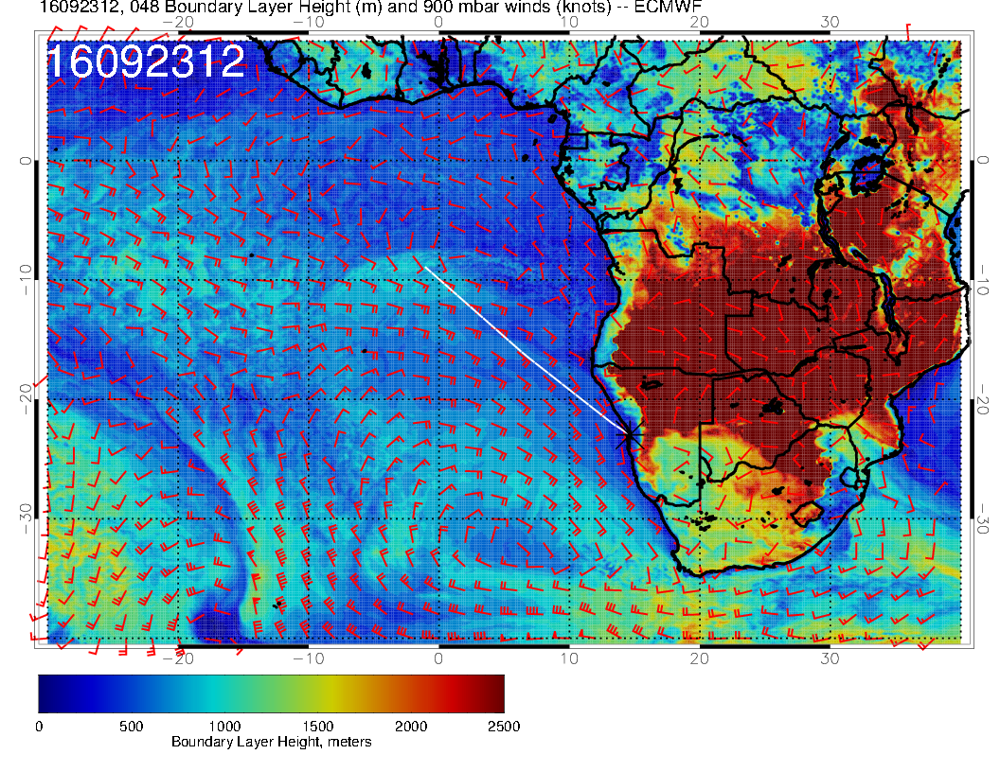 16092312, 048 Boundary Layer Height (m) and 900 mbar winds (knots) -- ECMWF
−20 −10 0 10 20 30
16092312
0 0
−10 −10
−20 −20
−30 −30
−20 −10 0 10 20 30
0 500 1000 1500 2000 2500
Boundary Layer Height, meters